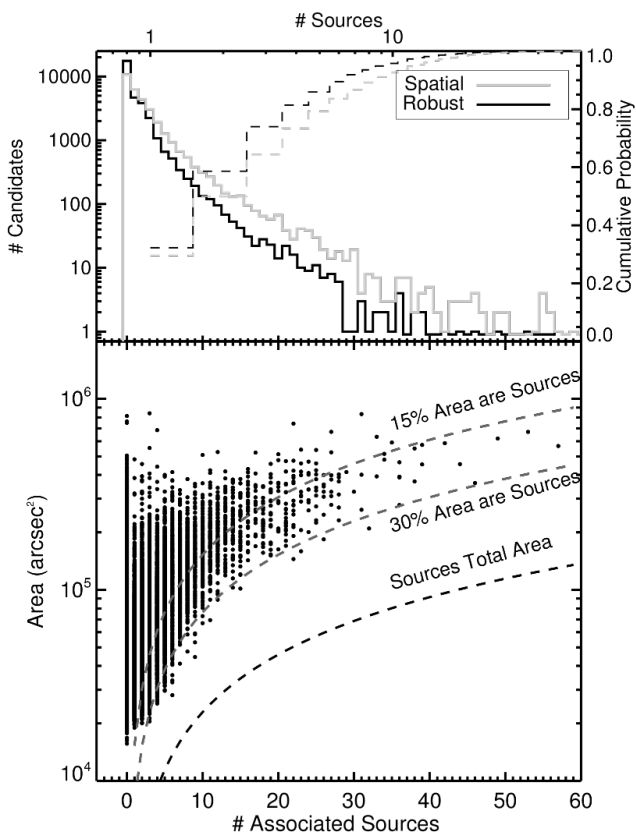 # Sources
1 10
10000
1000
100
10
1
# Candidates
Spatial
Robust
1.0
0.8
0.6
0.4
0.2
0.0
Cumulative Probability
10⁶
10⁵
10⁴
Area (arcsec²)
15% Area are Sources
30% Area are Sources
Sources Total Area
0 10 20 30 40 50 60
# Associated Sources